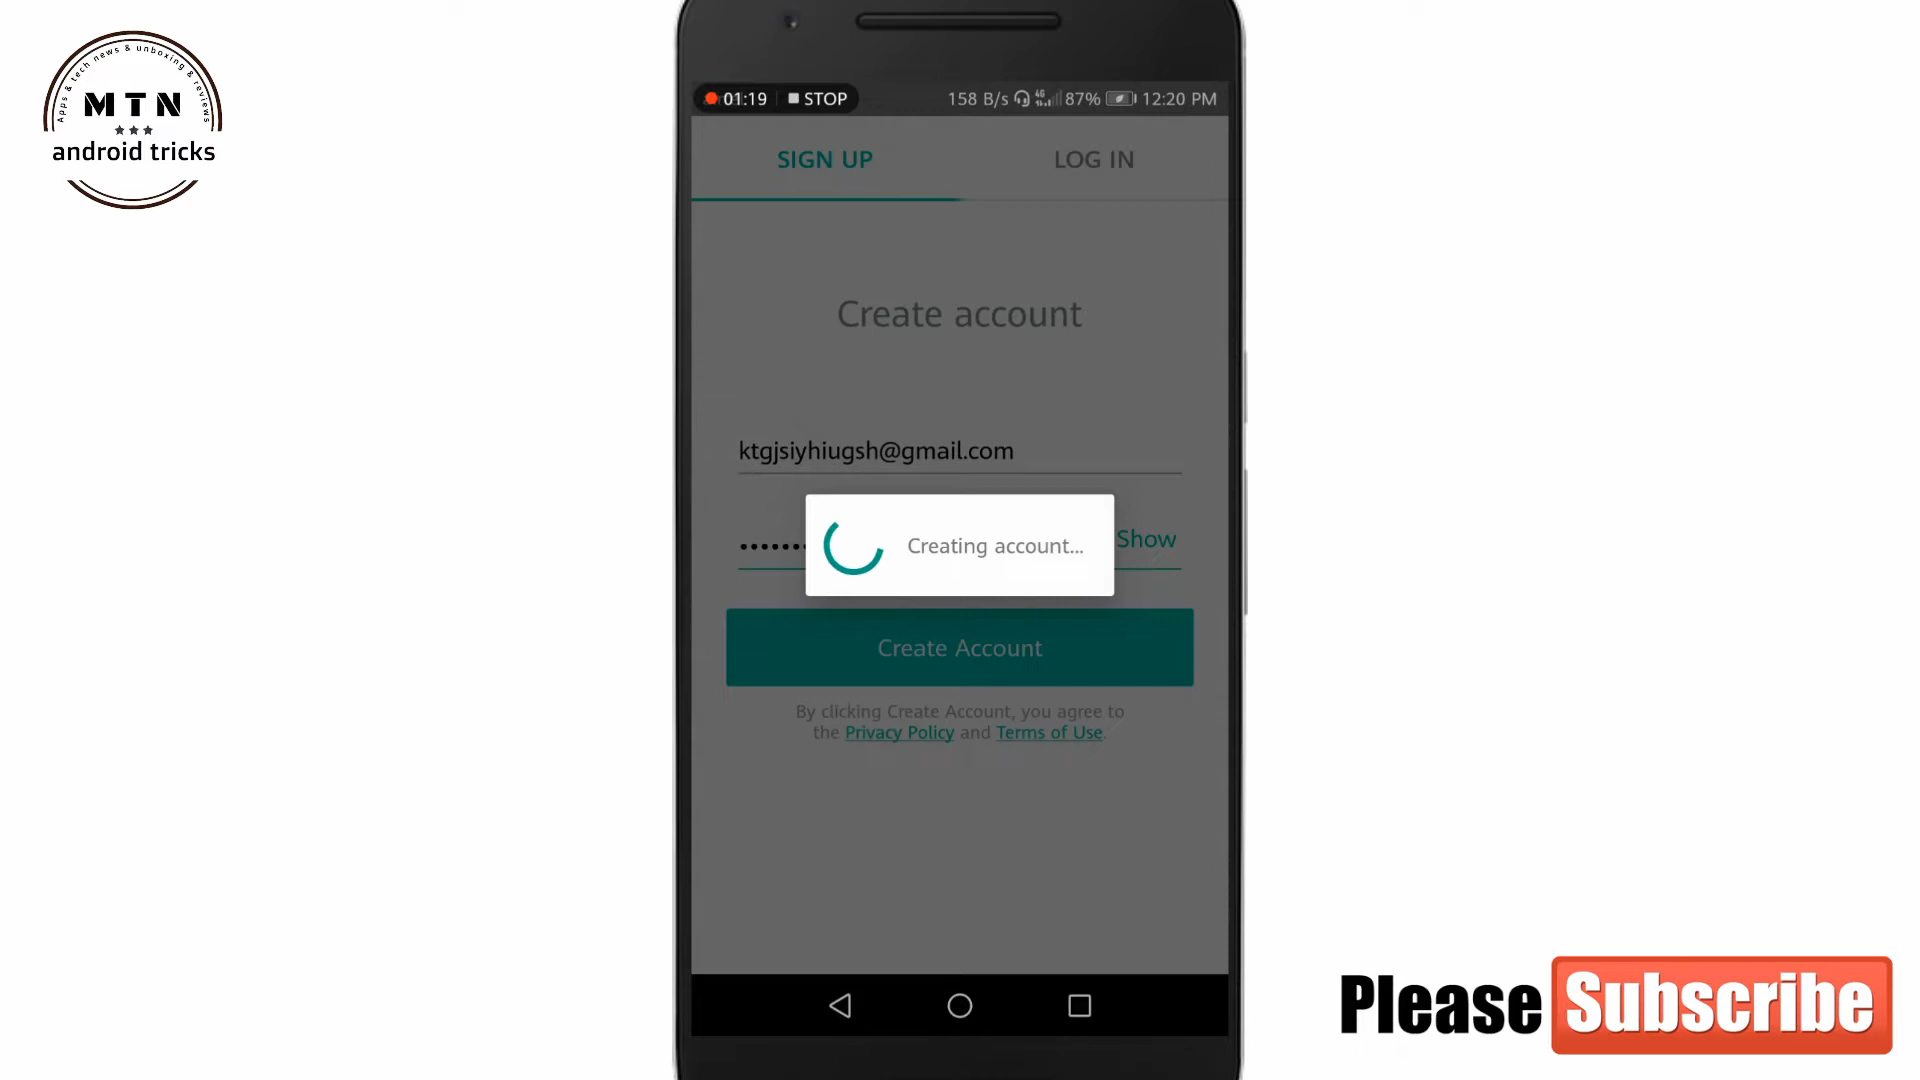 Apps & tech news & unboxing & reviews
MTN
android tricks
01:19 STOP 158 B/s 4G 87% 12:20 PM
SIGN UP LOG IN
Create account
ktgjsiyhiugsh@gmail.com
Show
Creating account...
Create Account
By clicking Create Account, you agree to
the Privacy Policy and Terms of Use.
Please Subscribe